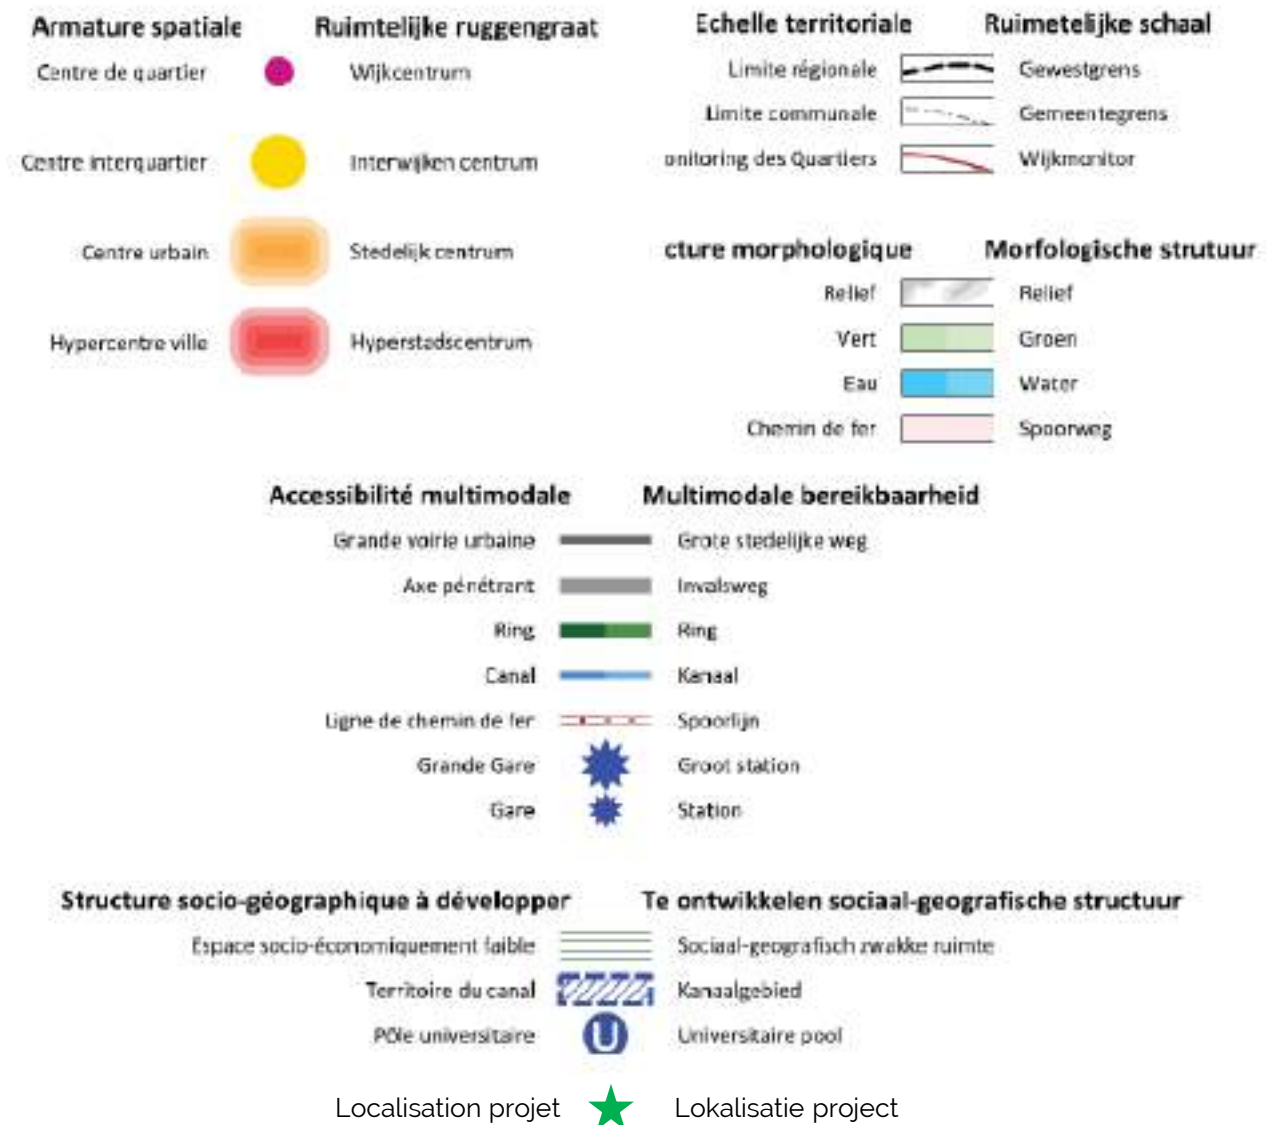 Armature spatiale Ruimtelijke ruggengraat
Centre de quartier Wijkcentrum
Centre interquartier Interwijken centrum
Centre urbain Stedelijk centrum
Hypercentre ville Hyperstadscentrum
Echelle territoriale Ruimetelijke schaal
Limite régionale Gewestgrens
Limite communale Gemeentegrens
onitoring des Quartiers Wijkmonitor
cture morphologique Morfologische strutuur
Relief Relief
Vert Groen
Eau Water
Chemin de fer Spoorweg
Accessibilité multimodale Multimodale bereikbaarheid
Grande voirie urbaine Grote stedelijke weg
Axe pénétrant Invalsweg
Ring Ring
Canal Kanaal
Ligne de chemin de fer Spoorlijn
Grande Gare Groot station
Gare Station
Structure socio-géographique à développer Te ontwikkelen sociaal-geografische structuur
Espace socio-économiquement faible Sociaal-geografisch zwakke ruimte
Territoire du canal Kanaalgebied
Pôle universitaire U Universitaire pool
Localisation projet Lokalisatie project